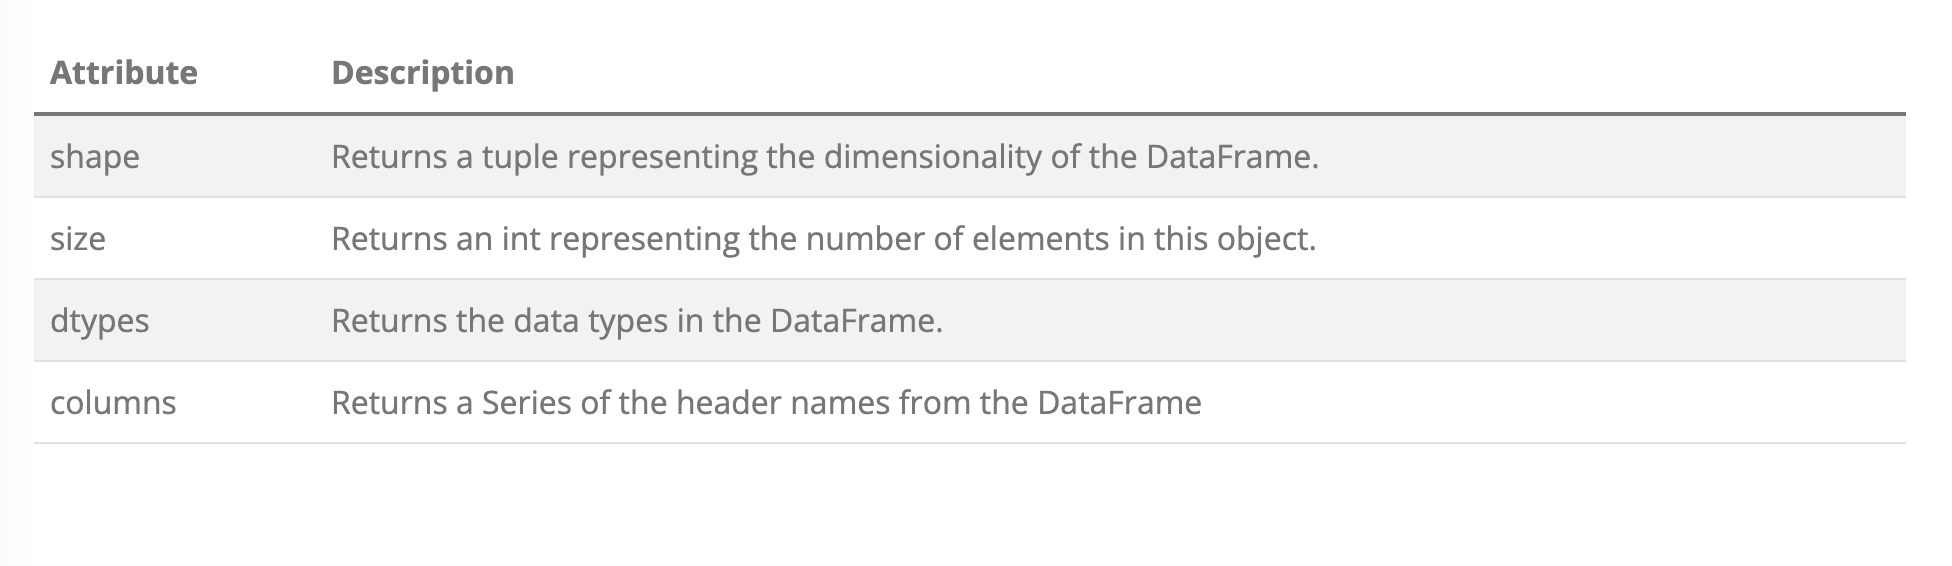 Attribute Description
shape Returns a tuple representing the dimensionality of the DataFrame.
size Returns an int representing the number of elements in this object.
dtypes Returns the data types in the DataFrame.
columns Returns a Series of the header names from the DataFrame